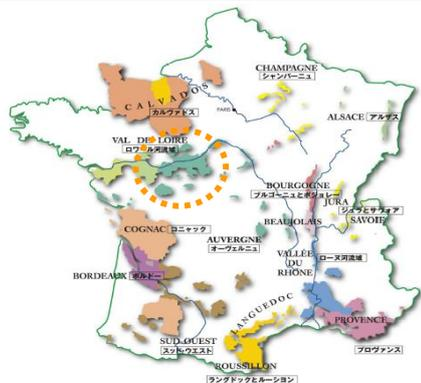 CHAMPAGNE
シャンパーニュ
CALVADOS
カルヴァドス
PARIS
ALSACE アルザス
VAL DE LOIRE
ロワール河流域
BOURGOGNE
ブルゴーニュとボジョレー
JURA
ジュラとサヴォア
SAVOIE
BEAUJOLAIS
COGNAC コニャック
AUVERGNE
オーヴェルニュ
VALLÉE
DU
RHÔNE
ローヌ河流域
BORDEAUX ボルドー
LANGUEDOC
PROVENCE
プロヴァンス
SUD-OUEST
スッド・ウエスト
ROUSSILLON
ラングドックとルーション